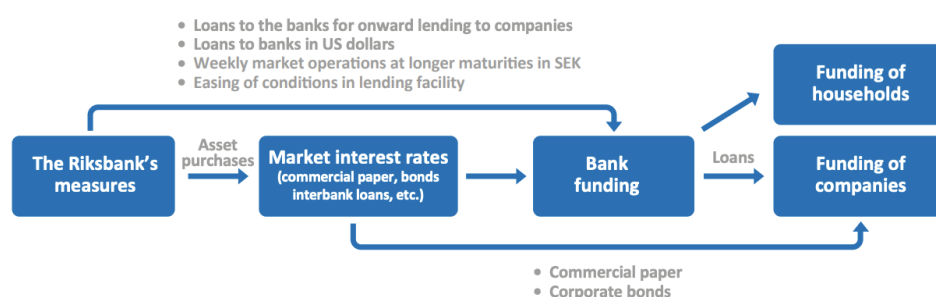 • Loans to the banks for onward lending to companies
• Loans to banks in US dollars
• Weekly market operations at longer maturities in SEK
• Easing of conditions in lending facility
Funding of
households
The Riksbank's
measures
Asset
purchases
Market interest rates
(commercial paper, bonds
interbank loans, etc.)
Bank
funding
Loans
Funding of
companies
• Commercial paper
• Corporate bonds